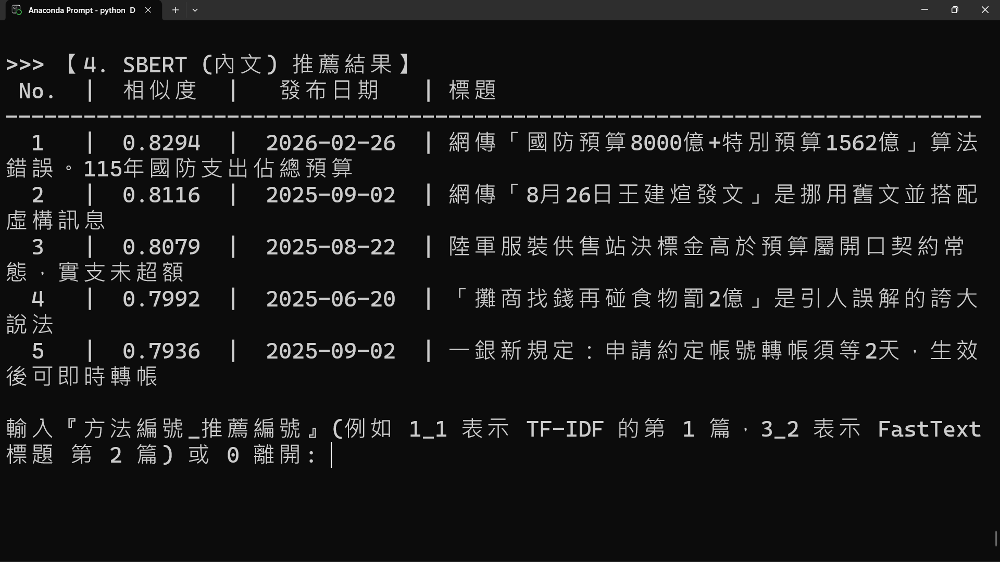 Anaconda Prompt - python D
>>> 【4. SBERT (內文) 推薦結果】
No. | 相似度 | 發布日期 | 標題
---------------------------------------------------------------------------
1 | 0.8294 | 2026-02-26 | 網傳「國防預算8000億+特別預算1562億」算法
錯誤。115年國防支出佔總預算
2 | 0.8116 | 2025-09-02 | 網傳「8月26日王建煊發文」是挪用舊文並搭配
虛構訊息
3 | 0.8079 | 2025-08-22 | 陸軍服裝供售站決標金高於預算屬開口契約常
態，實支未超額
4 | 0.7992 | 2025-06-20 | 「攤商找錢再碰食物罰2億」是引人誤解的誇大
說法
5 | 0.7936 | 2025-09-02 | 一銀新規定：申請約定帳號轉帳須等2天，生效
後可即時轉帳
輸入『方法編號_推薦編號』(例如 1_1 表示 TF-IDF 的第 1 篇，3_2 表示 FastText
標題 第 2 篇) 或 0 離開: